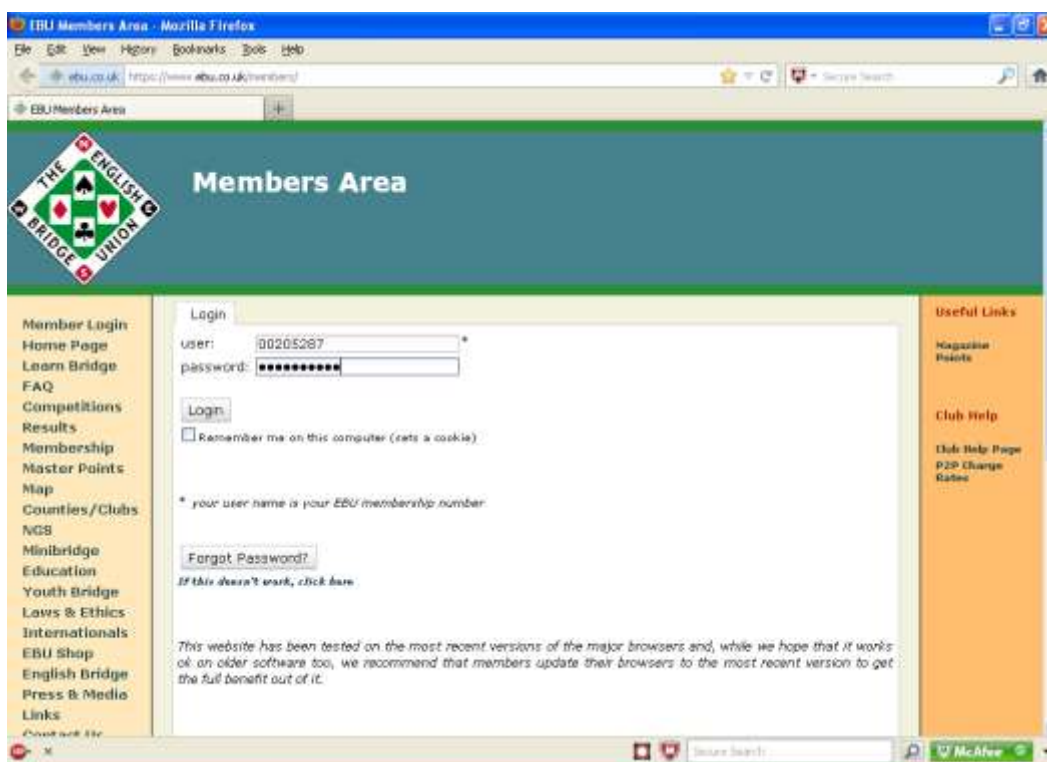 EBU Members Area - Mozilla Firefox
File Edit View History Bookmarks Tools Help
ebu.co.uk https://www.ebu.co.uk/members/
Secure Search
EBU Members Area
THE ENGLISH BRIDGE UNION
N
S
Members Area
Member Login
Home Page
Learn Bridge
FAQ
Competitions
Results
Membership
Master Points
Map
Counties/Clubs
NGS
Minibridge
Education
Youth Bridge
Laws & Ethics
Internationals
EBU Shop
English Bridge
Press & Media
Links
Contact Us
Login
user: 00205287 *
password: ••••••••••
Login
Remember me on this computer (sets a cookie)
* your user name is your EBU membership number
Forgot Password?
If this doesn't work, click here
This website has been tested on the most recent versions of the major browsers and, while we hope that it works
ok on older software too, we recommend that members update their browsers to the most recent version to get
the full benefit out of it.
Useful Links
Magazine
Points
Club Help
Club Help Page
P2P Charge
Rates
Secure Search
McAfee